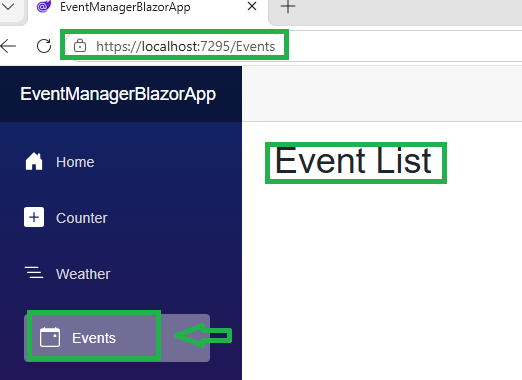 EventManagerBlazorApp
https://localhost:7295/Events
EventManagerBlazorApp
Event List
Home
Counter
Weather
Events